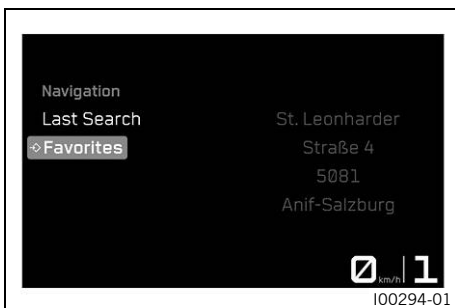 Navigation
Last Search
Favorites
St. Leonharder
Straße 4
5081
Anif-Salzburg
0 km/h 1
I00294-01